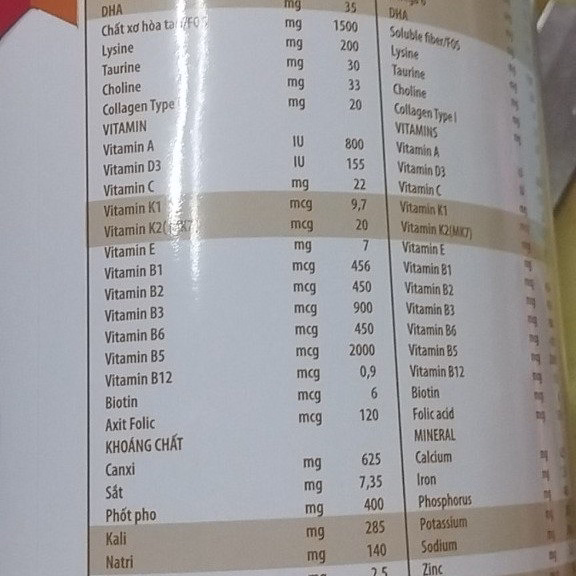 DHA mg 35 DHA
Chất xơ hòa tan/FOS mg 1500 Soluble fiber/FOS
Lysine mg 200 Lysine
Taurine mg 30 Taurine
Choline mg 33 Choline
Collagen Type mg 20 Collagen Type I
VITAMIN VITAMINS
Vitamin A IU 800 Vitamin A
Vitamin D3 IU 155 Vitamin D3
Vitamin C mg 22 Vitamin C
Vitamin K1 mcg 9,7 Vitamin K1
Vitamin K2(MK7) mcg 20 Vitamin K2(MK7)
Vitamin E mg 7 Vitamin E
Vitamin B1 mcg 456 Vitamin B1
Vitamin B2 mcg 450 Vitamin B2
Vitamin B3 mcg 900 Vitamin B3
Vitamin B6 mcg 450 Vitamin B6
Vitamin B5 mcg 2000 Vitamin B5
Vitamin B12 mcg 0,9 Vitamin B12
Biotin mcg 6 Biotin
Axit Folic mcg 120 Folic acid
KHOÁNG CHẤT MINERAL
Canxi mg 625 Calcium
Sắt mg 7,35 Iron
Phốt pho mg 400 Phosphorus
Kali mg 285 Potassium
Natri mg 140 Sodium
2,5 Zinc